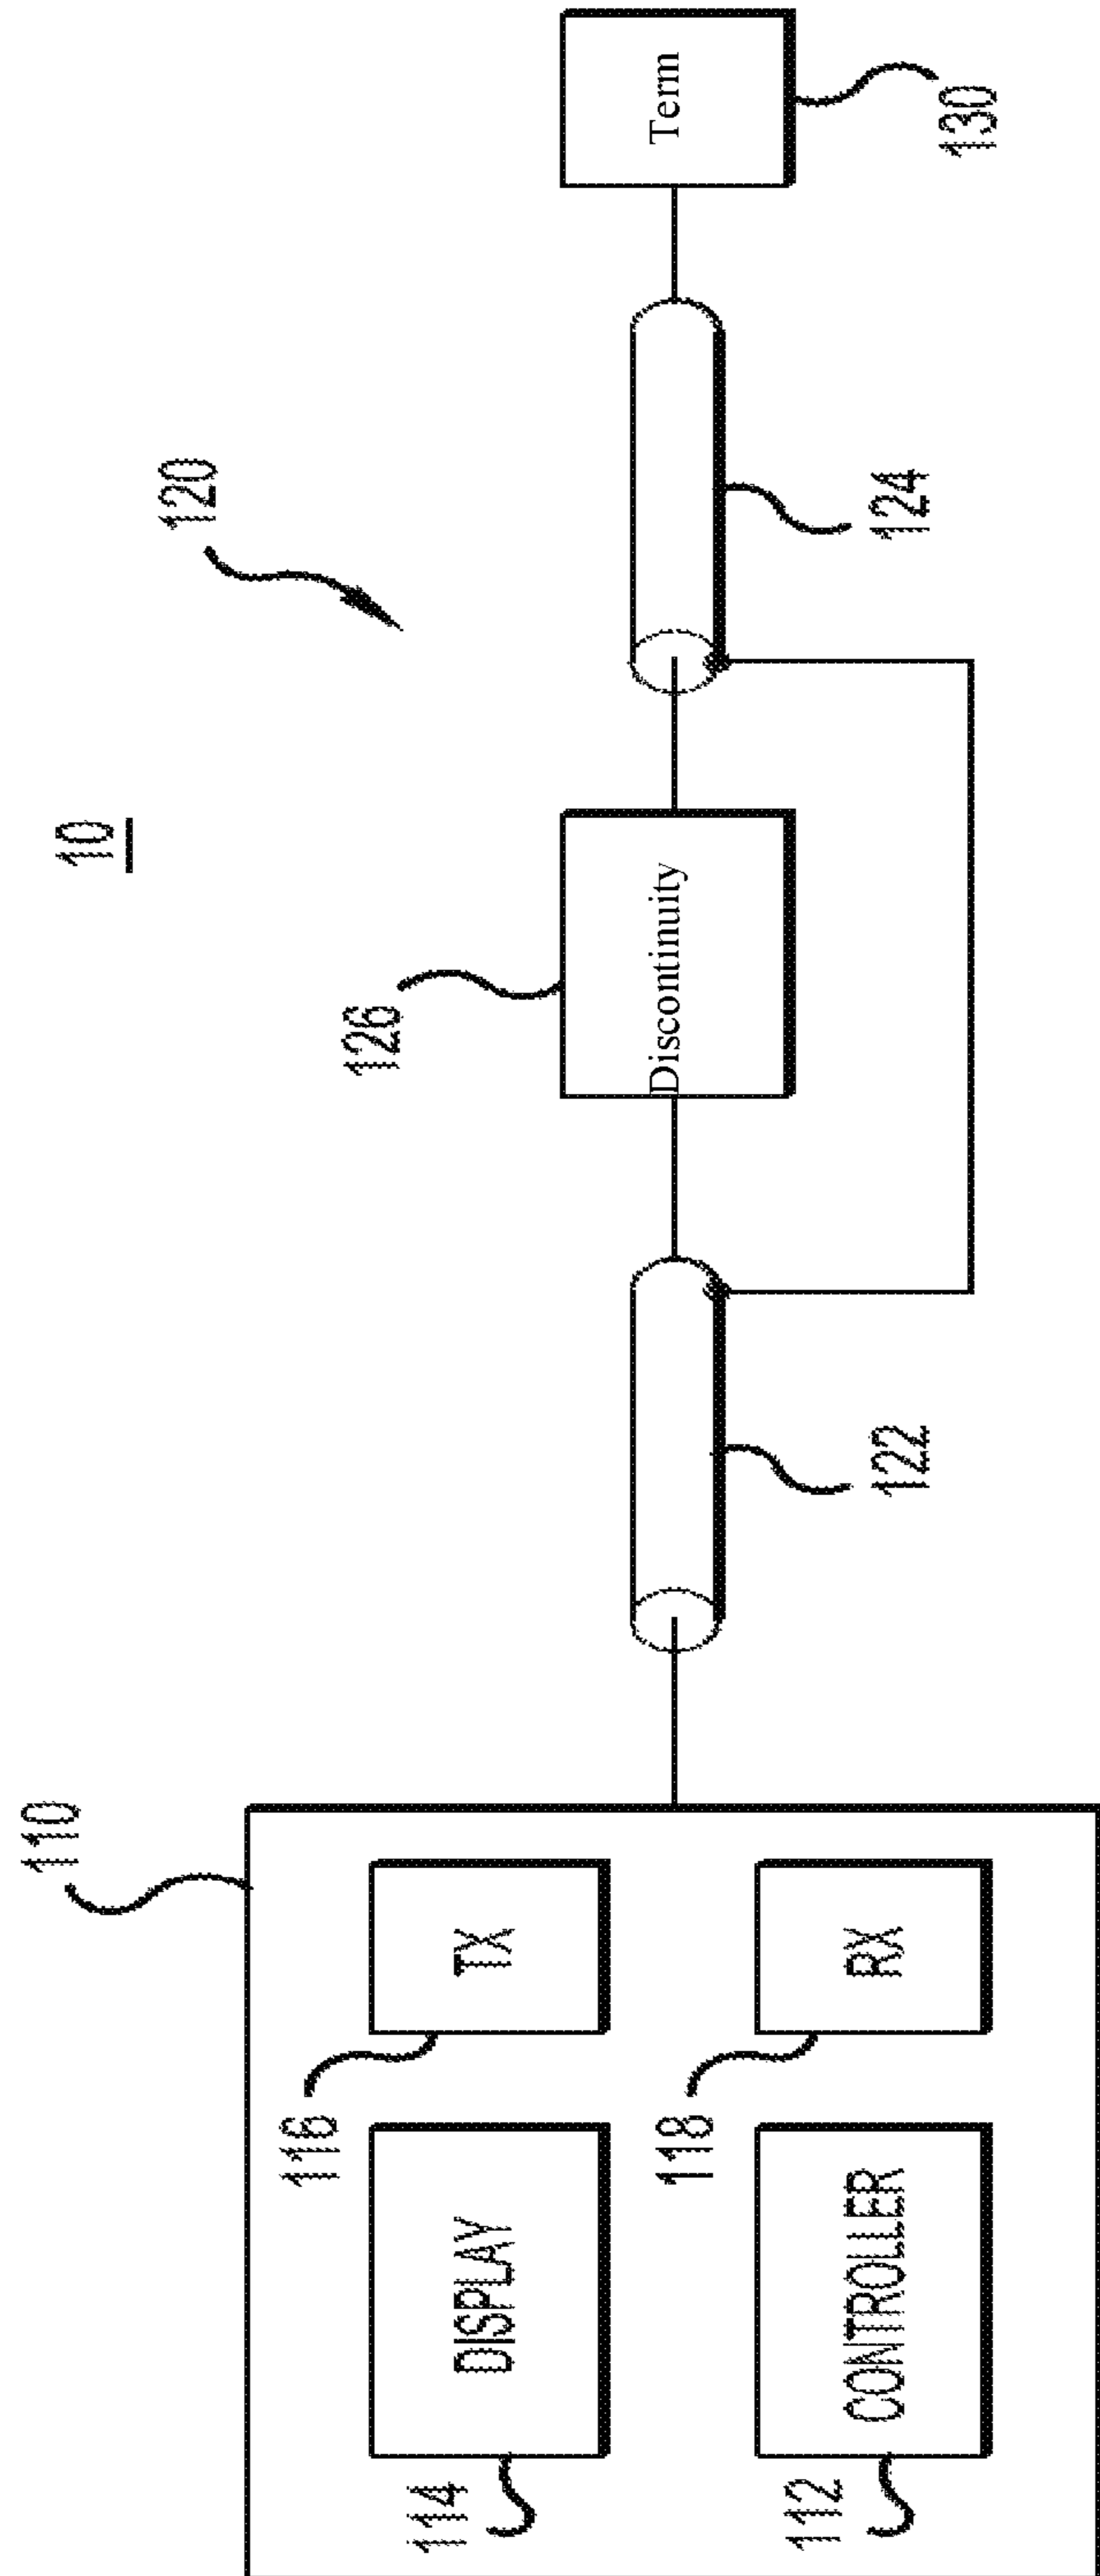 10
110
120
116
TX
126
114
DISPLAY
Discontinuity
Term
118
RX
112
CONTROLLER
122
124
130